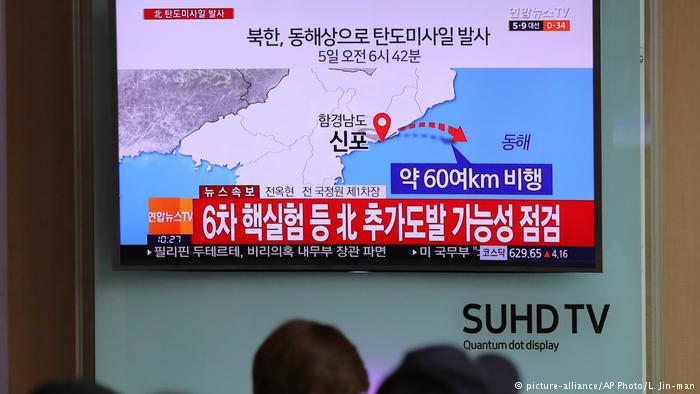 北 탄도미사일 발사
연합뉴스TV
5·9 대선 D-34
북한, 동해상으로 탄도미사일 발사
5일 오전 6시 42분
함경남도
신포
동해
약 60여km 비행
뉴스속보 전옥현 전 국정원 제1차장
연합뉴스TV
6차 핵실험 등 北 추가도발 가능성 점검
10:27
▸필리핀 두테르테, 비리의혹 내무부 장관 파면 ▸미 국무부
코스닥 629,65 ▲ 4,16
SUHD TV
Quantum dot display
© picture-alliance/AP Photo/L. Jin-man